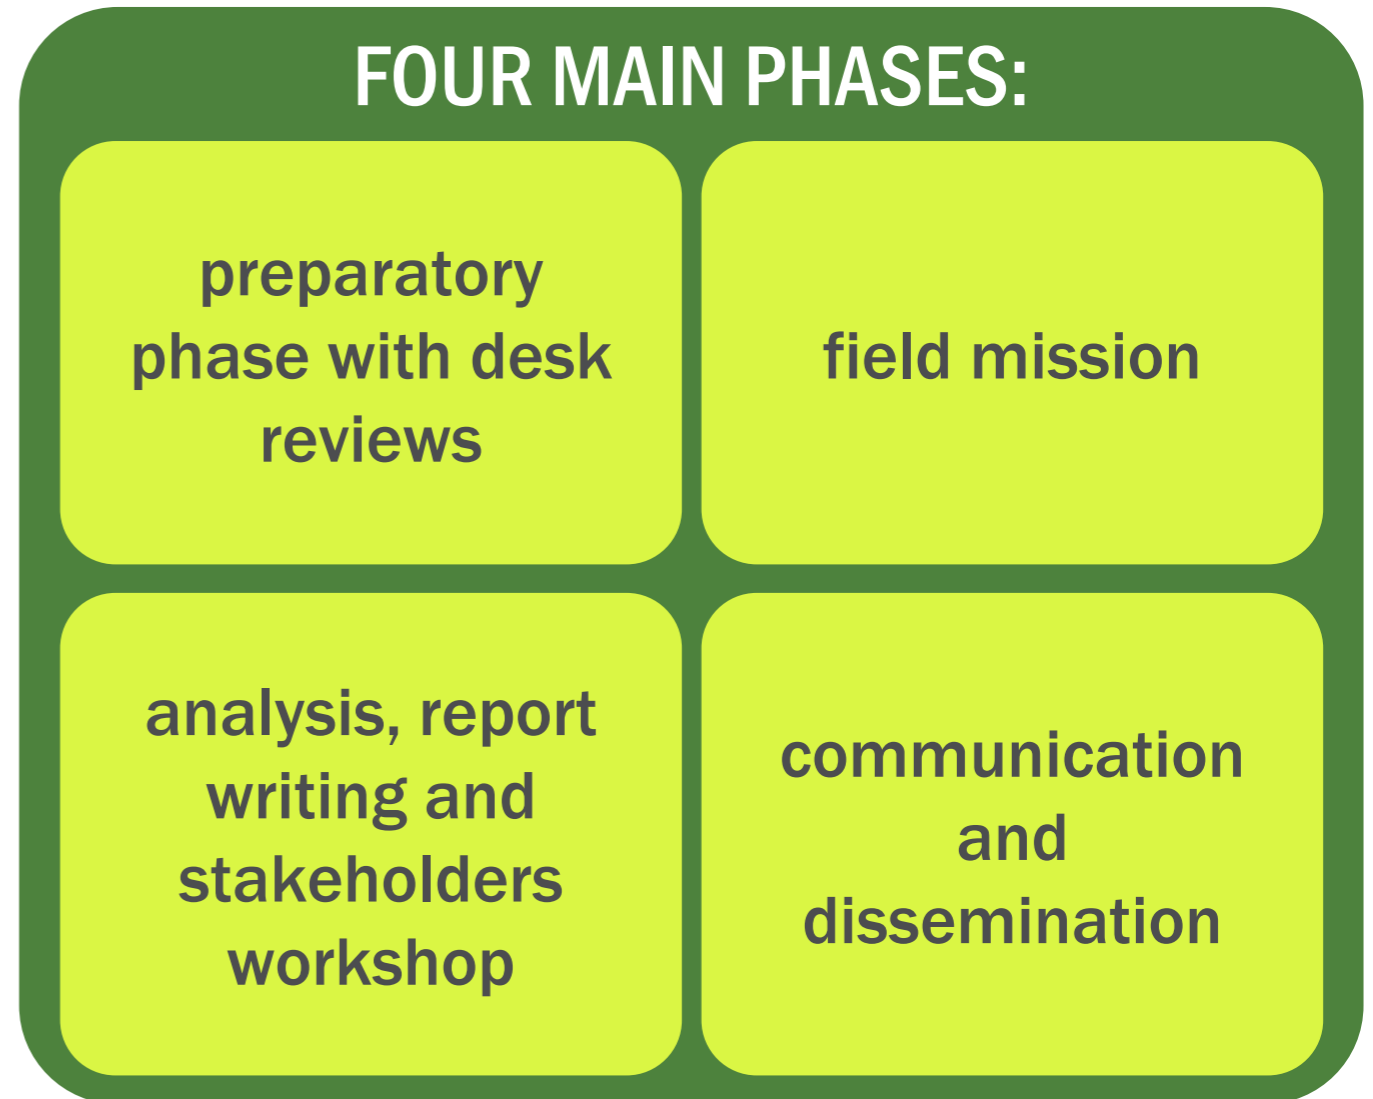 FOUR MAIN PHASES:
preparatory
phase with desk
reviews
field mission
analysis, report
writing and
stakeholders
workshop
communication
and
dissemination